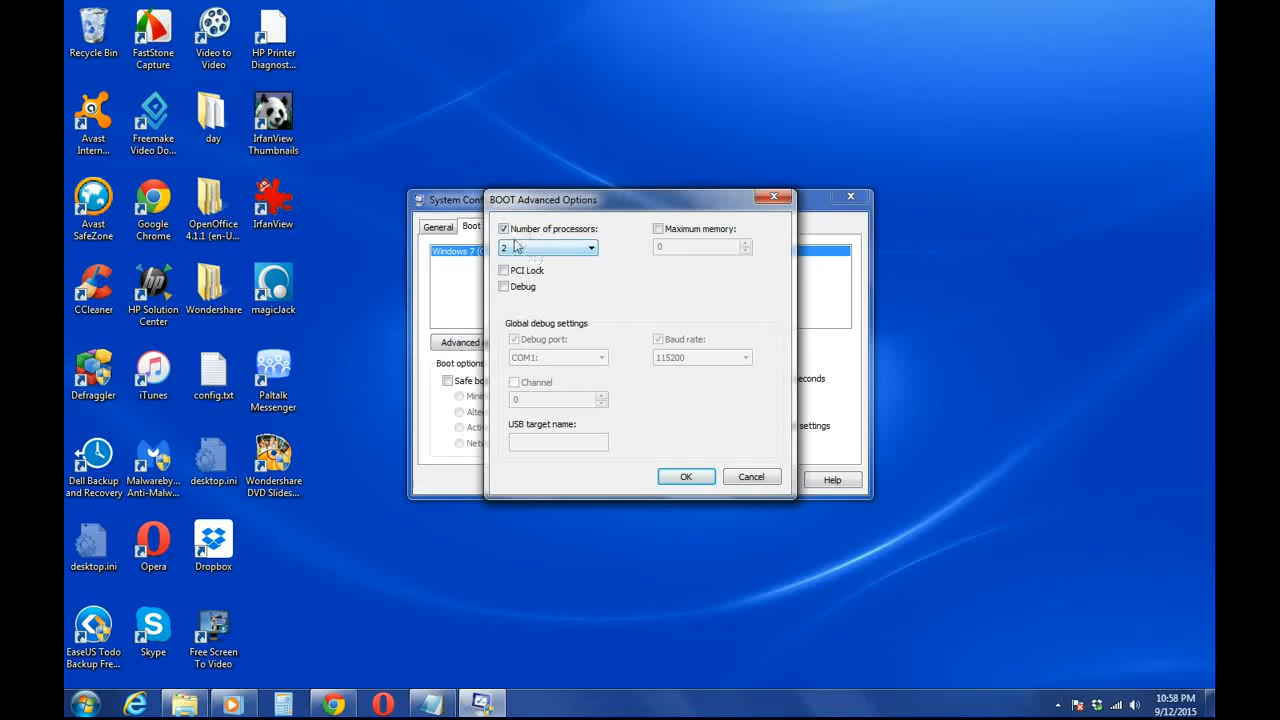 Recycle Bin
FastStone
Capture
Video to
Video
HP Printer
Diagnost...
Avast
Intern...
Freemake
Video Do...
day
IrfanView
Thumbnails
Avast
SafeZone
Google
Chrome
OpenOffice
4.1.1 (en-U...
IrfanView
CCleaner
HP Solution
Center
Wondershare
magicJack
Defraggler
iTunes
config.txt
Paltalk
Messenger
Dell Backup
and Recovery
Malwareby...
Anti-Malw...
desktop.ini
Wondershare
DVD Slides...
desktop.ini
Opera
Dropbox
EaseUS Todo
Backup Fre...
Skype
Free Screen
To Video
System Conf
General
Boot
Windows 7 (
Advanced
Boot options
Safe bo
Mini
Alte
Acti
Net
econds
settings
Help
BOOT Advanced Options
Number of processors:
2
Maximum memory:
0
PCI Lock
Debug
Global debug settings
Debug port:
COM1:
Baud rate:
115200
Channel
0
USB target name:
OK
Cancel
10:58 PM
9/12/2015